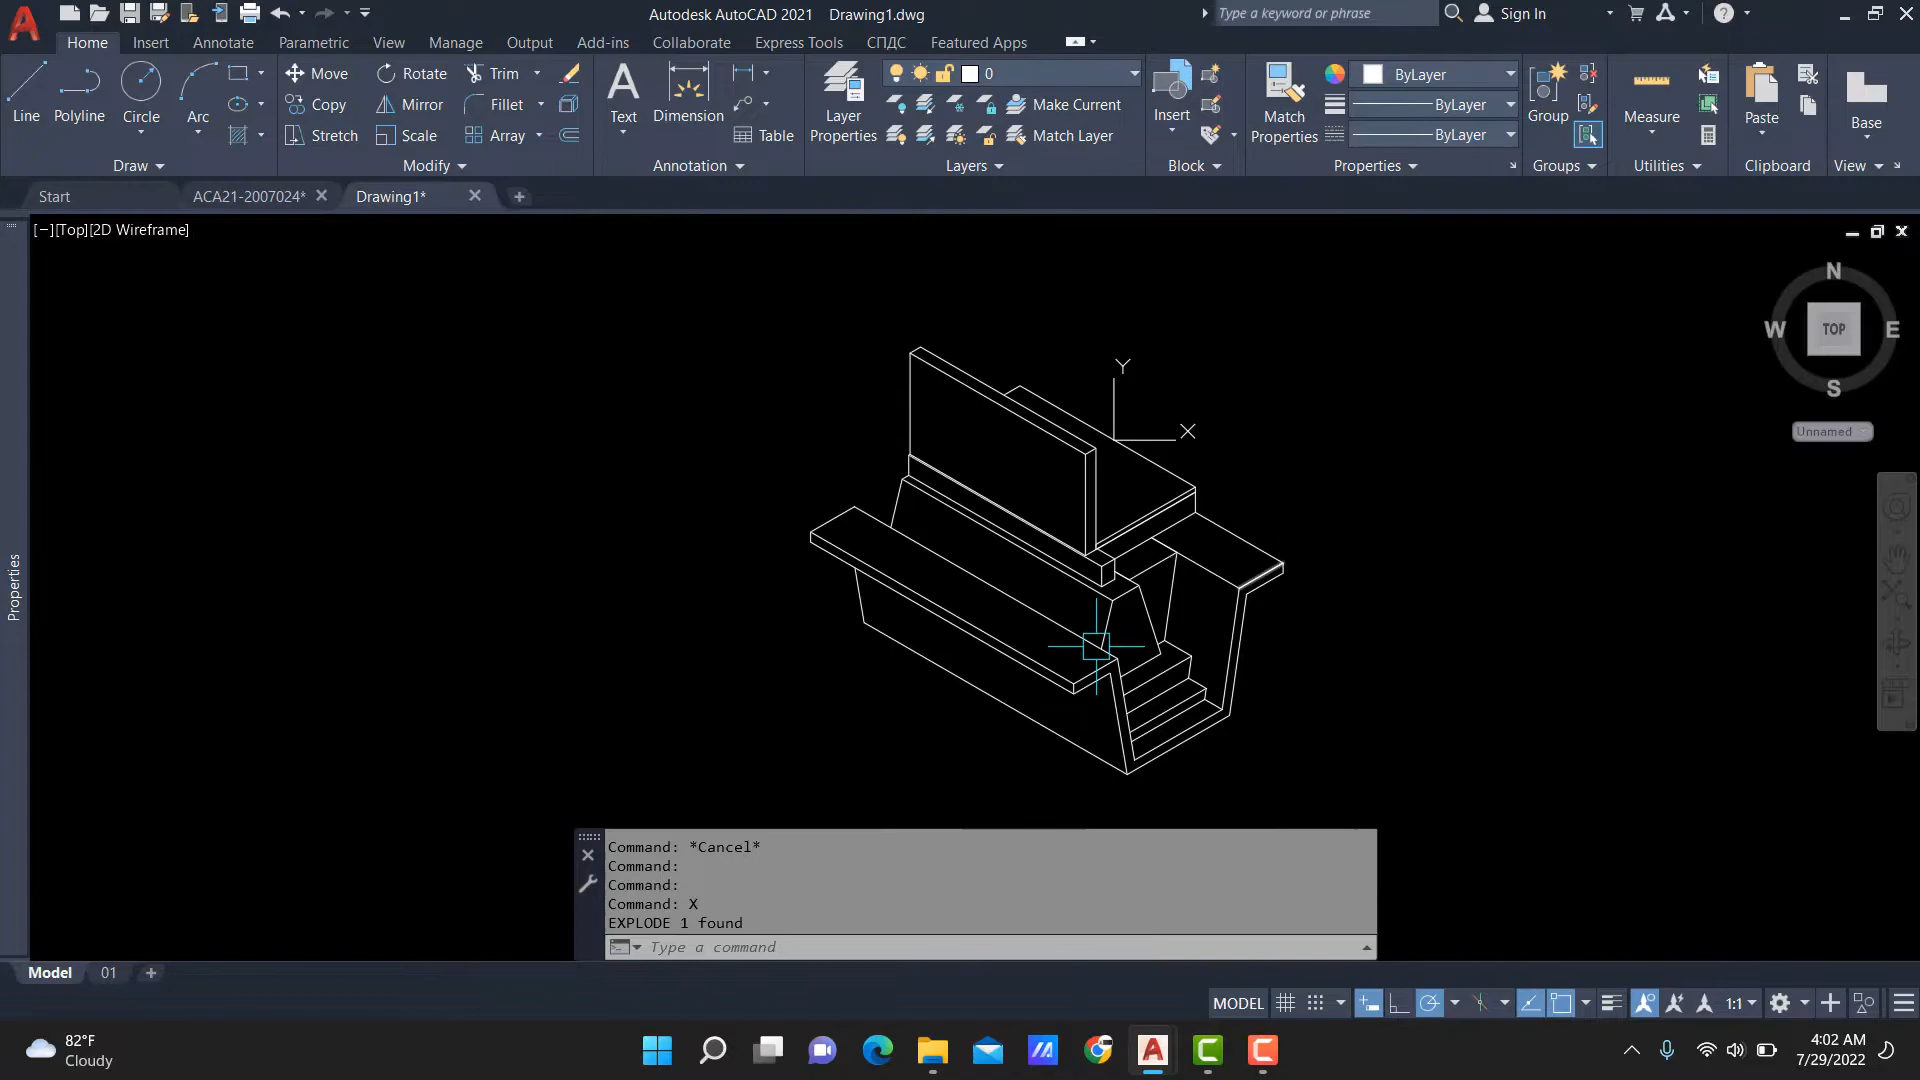 Autodesk AutoCAD 2021 Drawing1.dwg
Type a keyword or phrase
Sign In
Home Insert Annotate Parametric View Manage Output Add-ins Collaborate Express Tools СПДС Featured Apps
Line
Polyline
Circle
Arc
Draw
Move
Rotate
Trim
Copy
Mirror
Fillet
Stretch
Scale
Array
Modify
Text
Dimension
Table
Annotation
Layer
Properties
0
Make Current
Match Layer
Layers
Insert
Block
Match
Properties
ByLayer
ByLayer
ByLayer
Properties
Group
Groups
Measure
Utilities
Paste
Clipboard
Base
View
Start
ACA21-2007024*
Drawing1*
[−][Top][2D Wireframe]
Properties
Y
X
N
W
TOP
E
S
Unnamed
Command: *Cancel*
Command:
Command:
Command: X
EXPLODE 1 found
Type a command
Model
01
MODEL
1:1
82°F
Cloudy
4:02 AM
7/29/2022